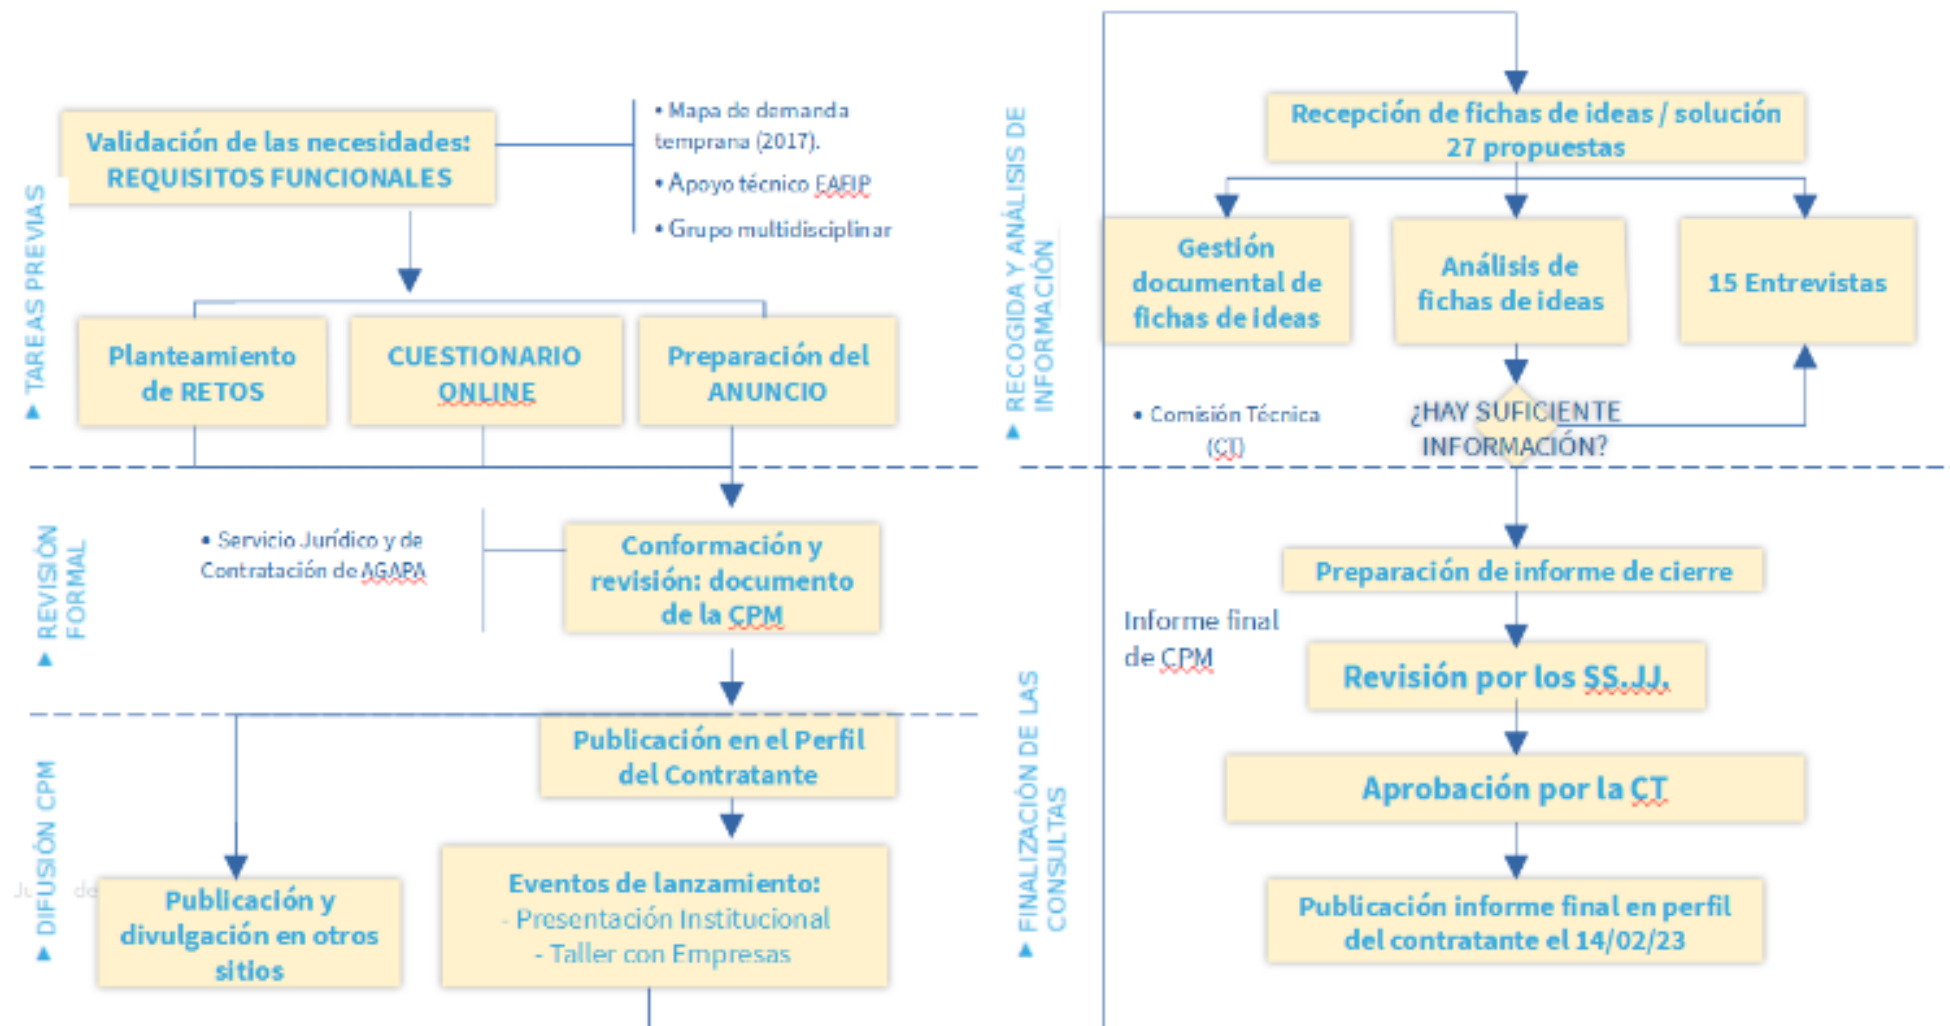 TAREAS PREVIAS
Validación de las necesidades:
REQUISITOS FUNCIONALES
• Mapa de demanda
temprana (2017).
• Apoyo técnico EAFIP
• Grupo multidisciplinar
Planteamiento
de RETOS
CUESTIONARIO
ONLINE
Preparación del
ANUNCIO
REVISIÓN
FORMAL
• Servicio Jurídico y de
Contratación de AGAPA
Conformación y
revisión: documento
de la CPM
DIFUSIÓN CPM
Publicación en el Perfil
del Contratante
Publicación y
divulgación en otros
sitios
Eventos de lanzamiento:
- Presentación Institucional
- Taller con Empresas
RECOGIDA Y ANÁLISIS DE
INFORMACIÓN
Recepción de fichas de ideas / solución
27 propuestas
Gestión
documental de
fichas de ideas
Análisis de
fichas de ideas
15 Entrevistas
• Comisión Técnica
(CT)
¿HAY SUFICIENTE
INFORMACIÓN?
FINALIZACIÓN DE LAS
CONSULTAS
Preparación de informe de cierre
Informe final
de CPM
Revisión por los SS.JJ.
Aprobación por la CT
Publicación informe final en perfil
del contratante el 14/02/23